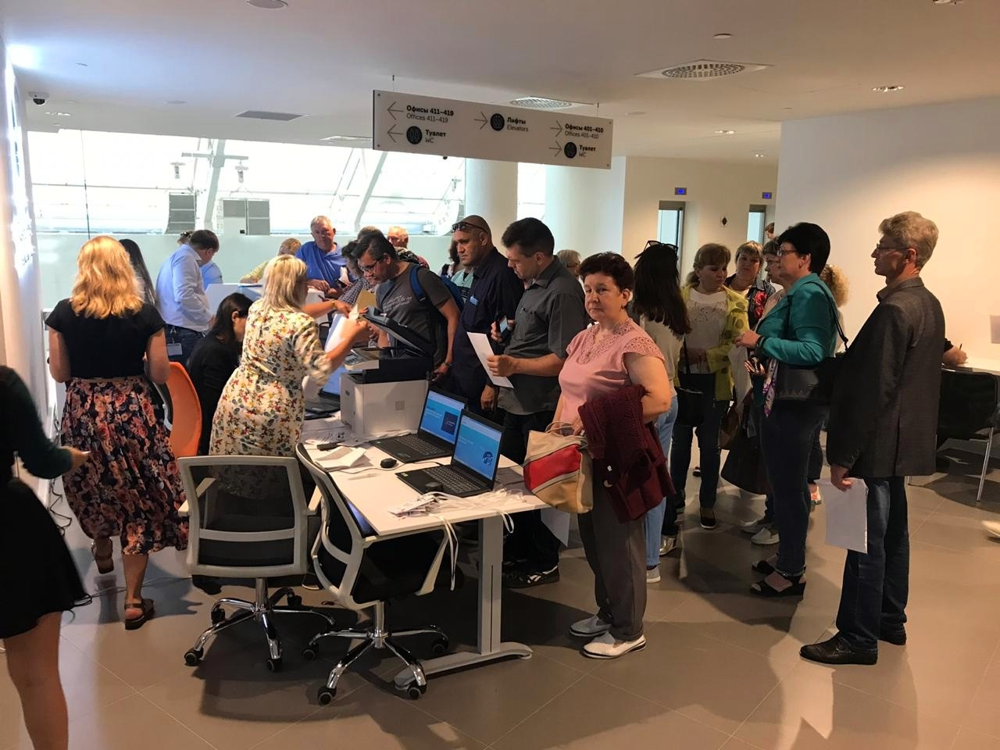 Офисы 411–419
Offices 411–419
Туалет
WC
Лифты
Elevators
Офисы 401–410
Offices 401–410
Туалет
WC